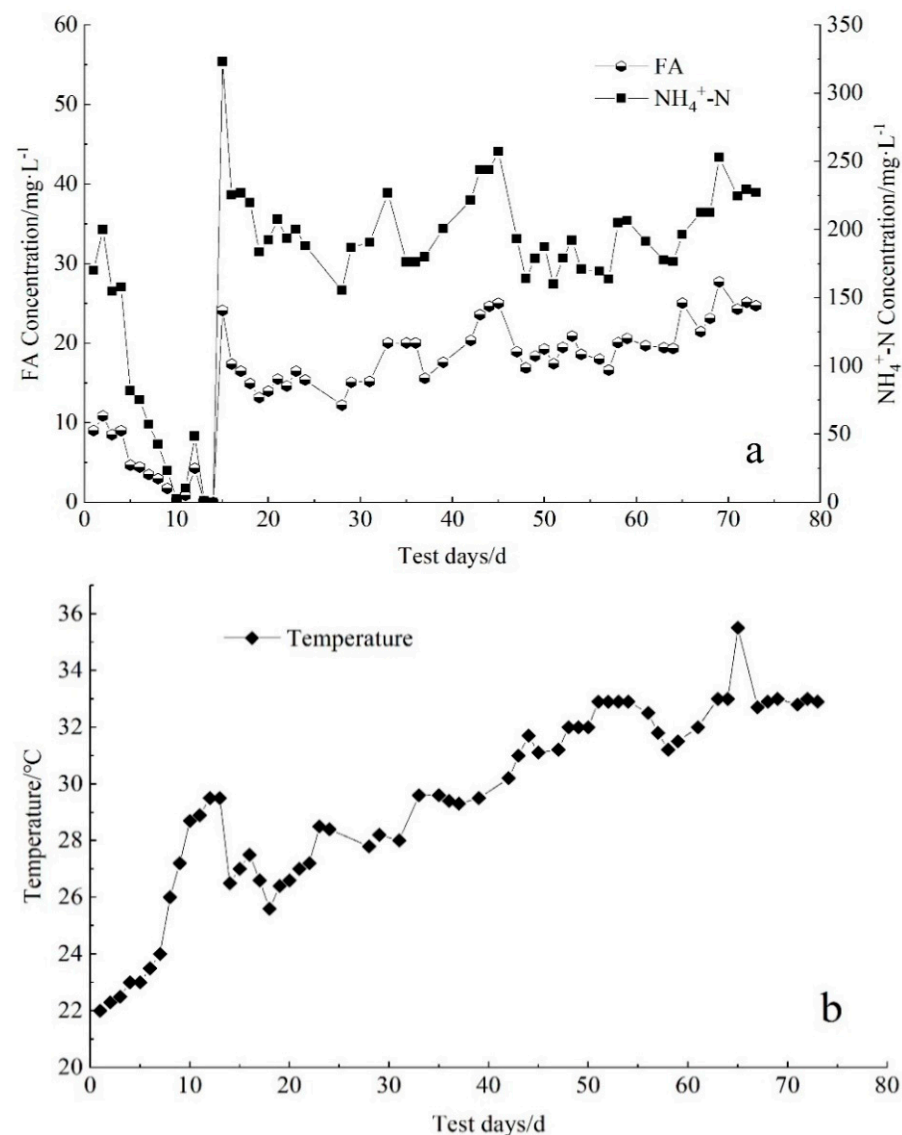 60
50
40
30
20
10
0
FA Concentration/mg·L⁻¹
FA
NH₄⁺-N
350
300
250
200
150
100
50
0
NH₄⁺-N Concentration/mg·L⁻¹
a
0 10 20 30 40 50 60 70 80
Test days/d
36
34
32
30
28
26
24
22
20
Temperature/°C
Temperature
b
0 10 20 30 40 50 60 70 80
Test days/d